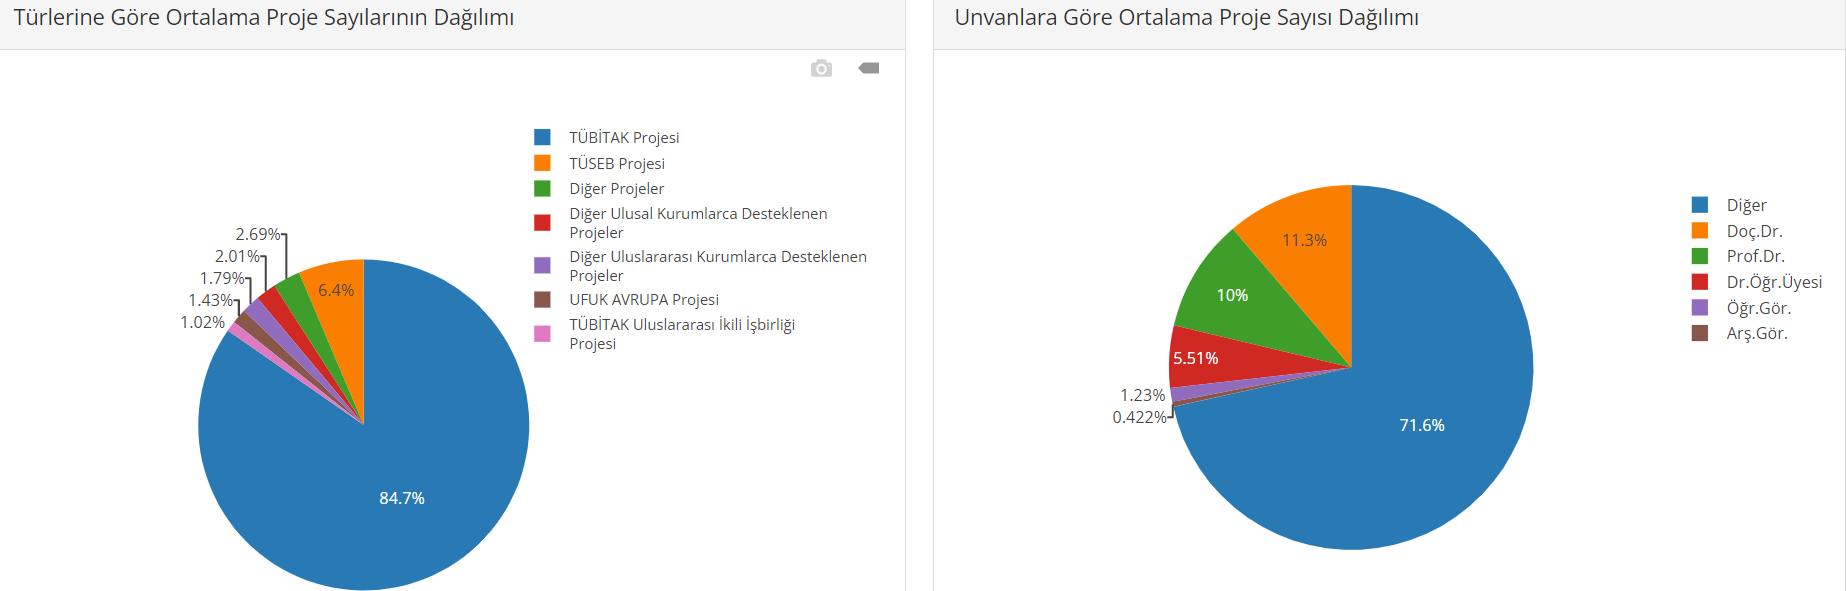 Türlerine Göre Ortalama Proje Sayılarının Dağılımı
TÜBİTAK Projesi
TÜSEB Projesi
Diğer Projeler
Diğer Ulusal Kurumlarca Desteklenen
Projeler
Diğer Uluslararası Kurumlarca Desteklenen
Projeler
UFUK AVRUPA Projesi
TÜBİTAK Uluslararası İkili İşbirliği
Projesi
2.69%
2.01%
1.79%
1.43%
1.02%
6.4%
84.7%
Unvanlara Göre Ortalama Proje Sayısı Dağılımı
Diğer
Doç.Dr.
Prof.Dr.
Dr.Öğr.Üyesi
Öğr.Gör.
Arş.Gör.
11.3%
10%
5.51%
1.23%
0.422%
71.6%